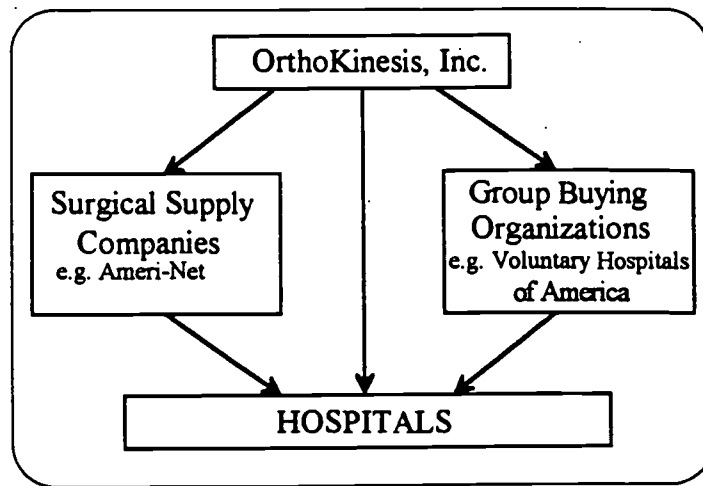 OrthoKinesis, Inc.
Surgical Supply
Companies
e.g. Ameri-Net
Group Buying
Organizations
e.g. Voluntary Hospitals
of America
HOSPITALS